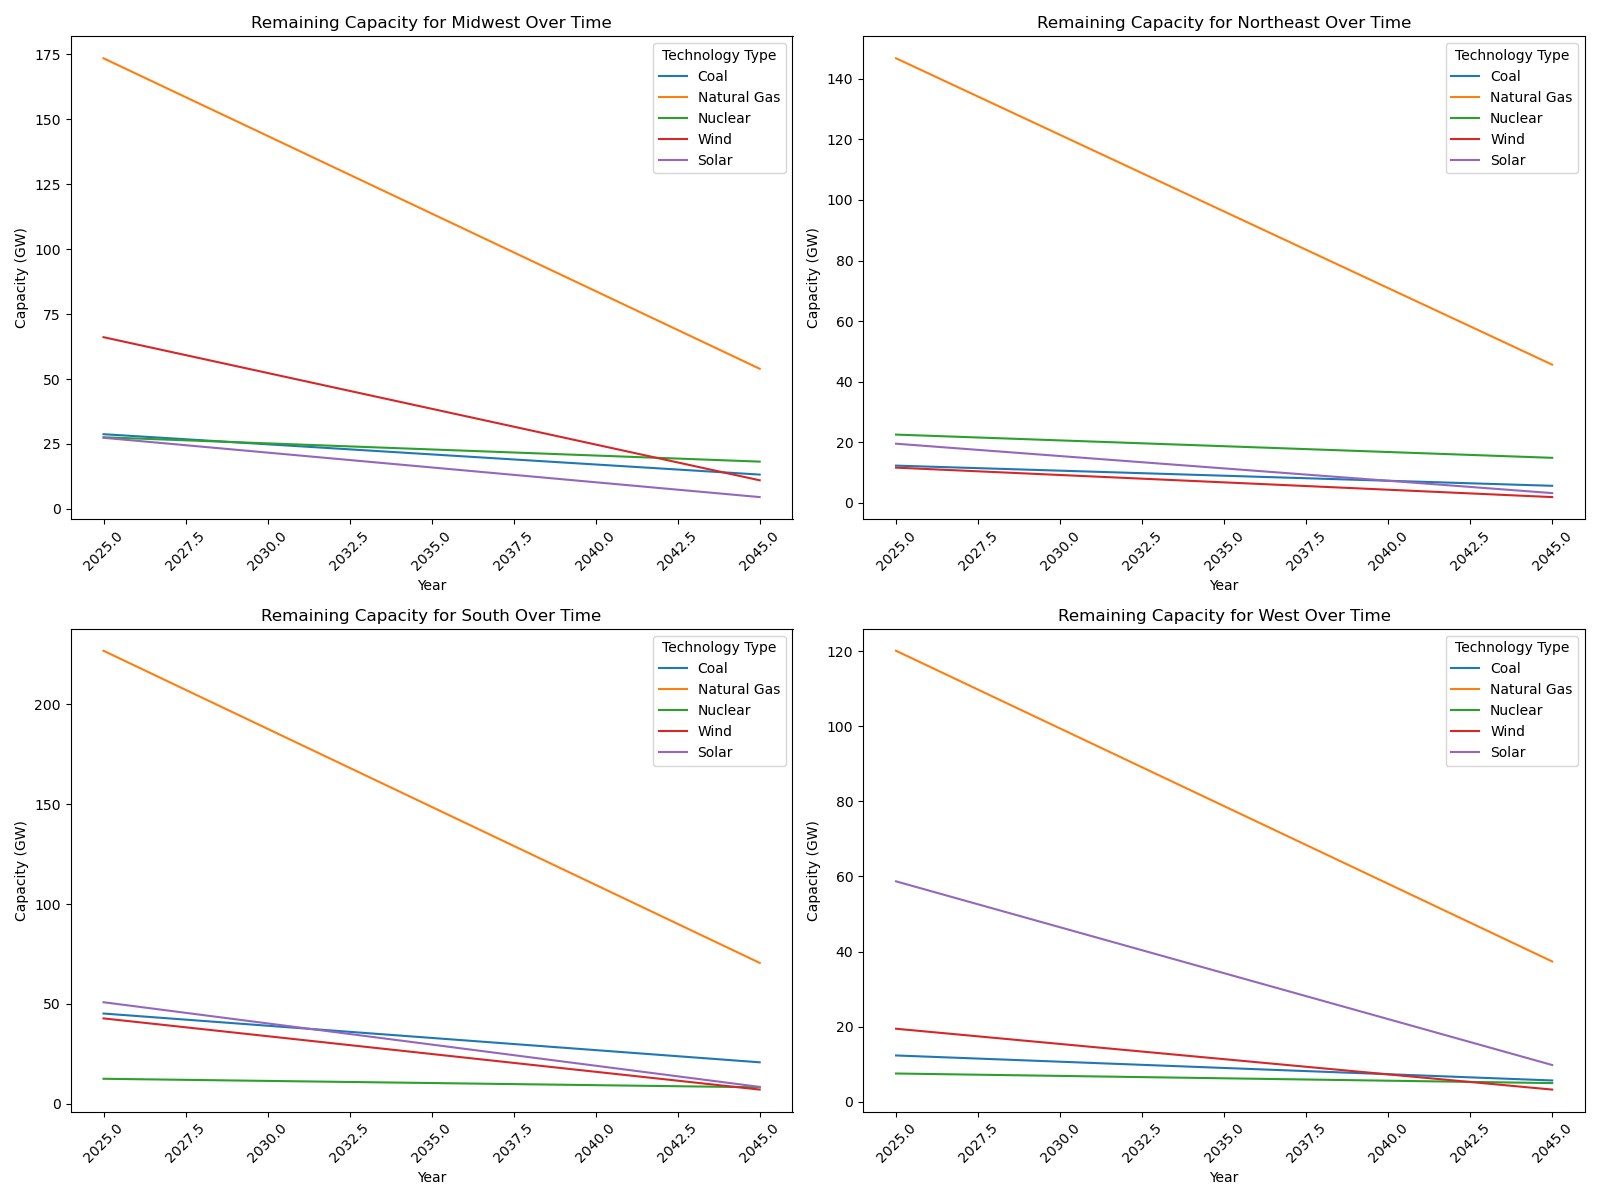 Remaining Capacity for Midwest Over Time
Technology Type
Coal
Natural Gas
Nuclear
Wind
Solar
Capacity (GW)
175
150
125
100
75
50
25
0
2025.0
2027.5
2030.0
2032.5
2035.0
2037.5
2040.0
2042.5
2045.0
Year
Remaining Capacity for Northeast Over Time
Technology Type
Coal
Natural Gas
Nuclear
Wind
Solar
Capacity (GW)
140
120
100
80
60
40
20
0
2025.0
2027.5
2030.0
2032.5
2035.0
2037.5
2040.0
2042.5
2045.0
Year
Remaining Capacity for South Over Time
Technology Type
Coal
Natural Gas
Nuclear
Wind
Solar
Capacity (GW)
200
150
100
50
0
2025.0
2027.5
2030.0
2032.5
2035.0
2037.5
2040.0
2042.5
2045.0
Year
Remaining Capacity for West Over Time
Technology Type
Coal
Natural Gas
Nuclear
Wind
Solar
Capacity (GW)
120
100
80
60
40
20
0
2025.0
2027.5
2030.0
2032.5
2035.0
2037.5
2040.0
2042.5
2045.0
Year